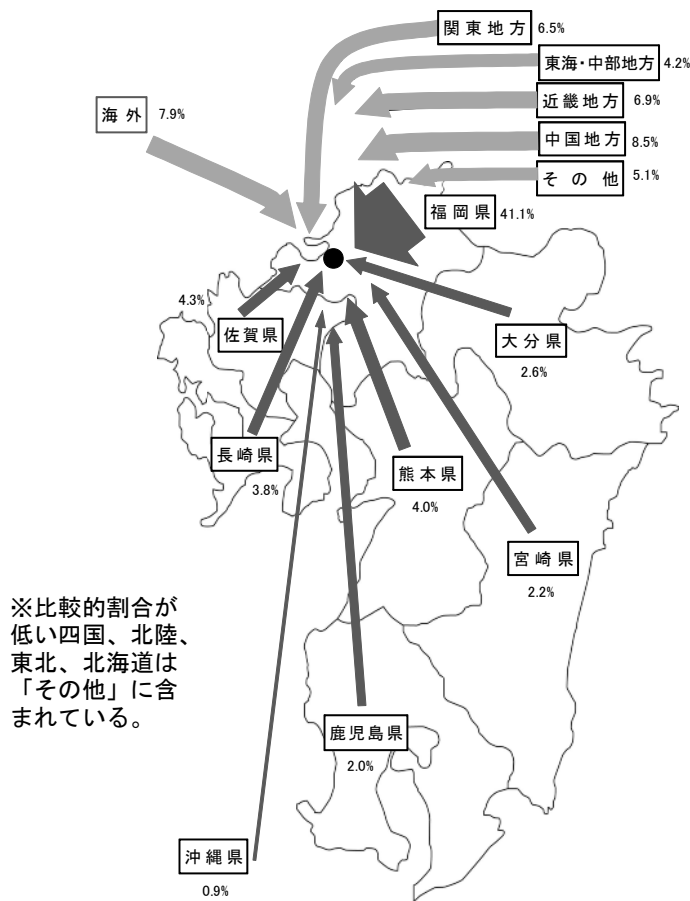 関東地方 6.5%
東海・中部地方 4.2%
近畿地方 6.9%
海外 7.9%
中国地方 8.5%
その他 5.1%
福岡県 41.1%
4.3%
佐賀県
大分県
2.6%
長崎県
3.8%
熊本県
4.0%
宮崎県
2.2%
※比較的割合が
低い四国、北陸、
東北、北海道は
「その他」に含
まれている。
鹿児島県
2.0%
沖縄県
0.9%